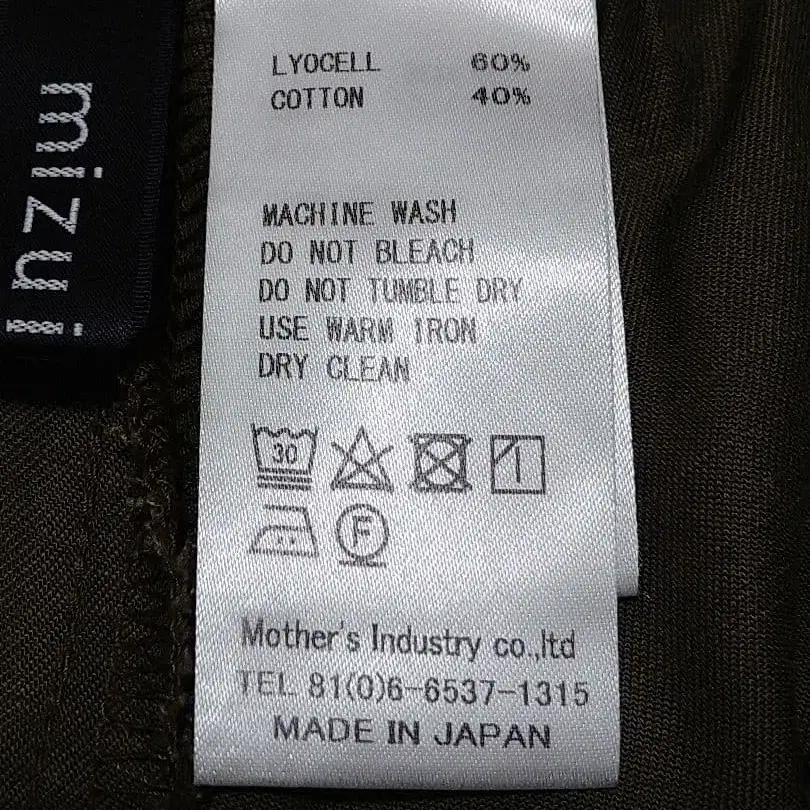 mizuiin
LYOCELL 60%
COTTON 40%
MACHINE WASH
DO NOT BLEACH
DO NOT TUMBLE DRY
USE WARM IRON
DRY CLEAN
30
F
Mother's Industry co.,ltd
TEL 81(0)6-6537-1315
MADE IN JAPAN